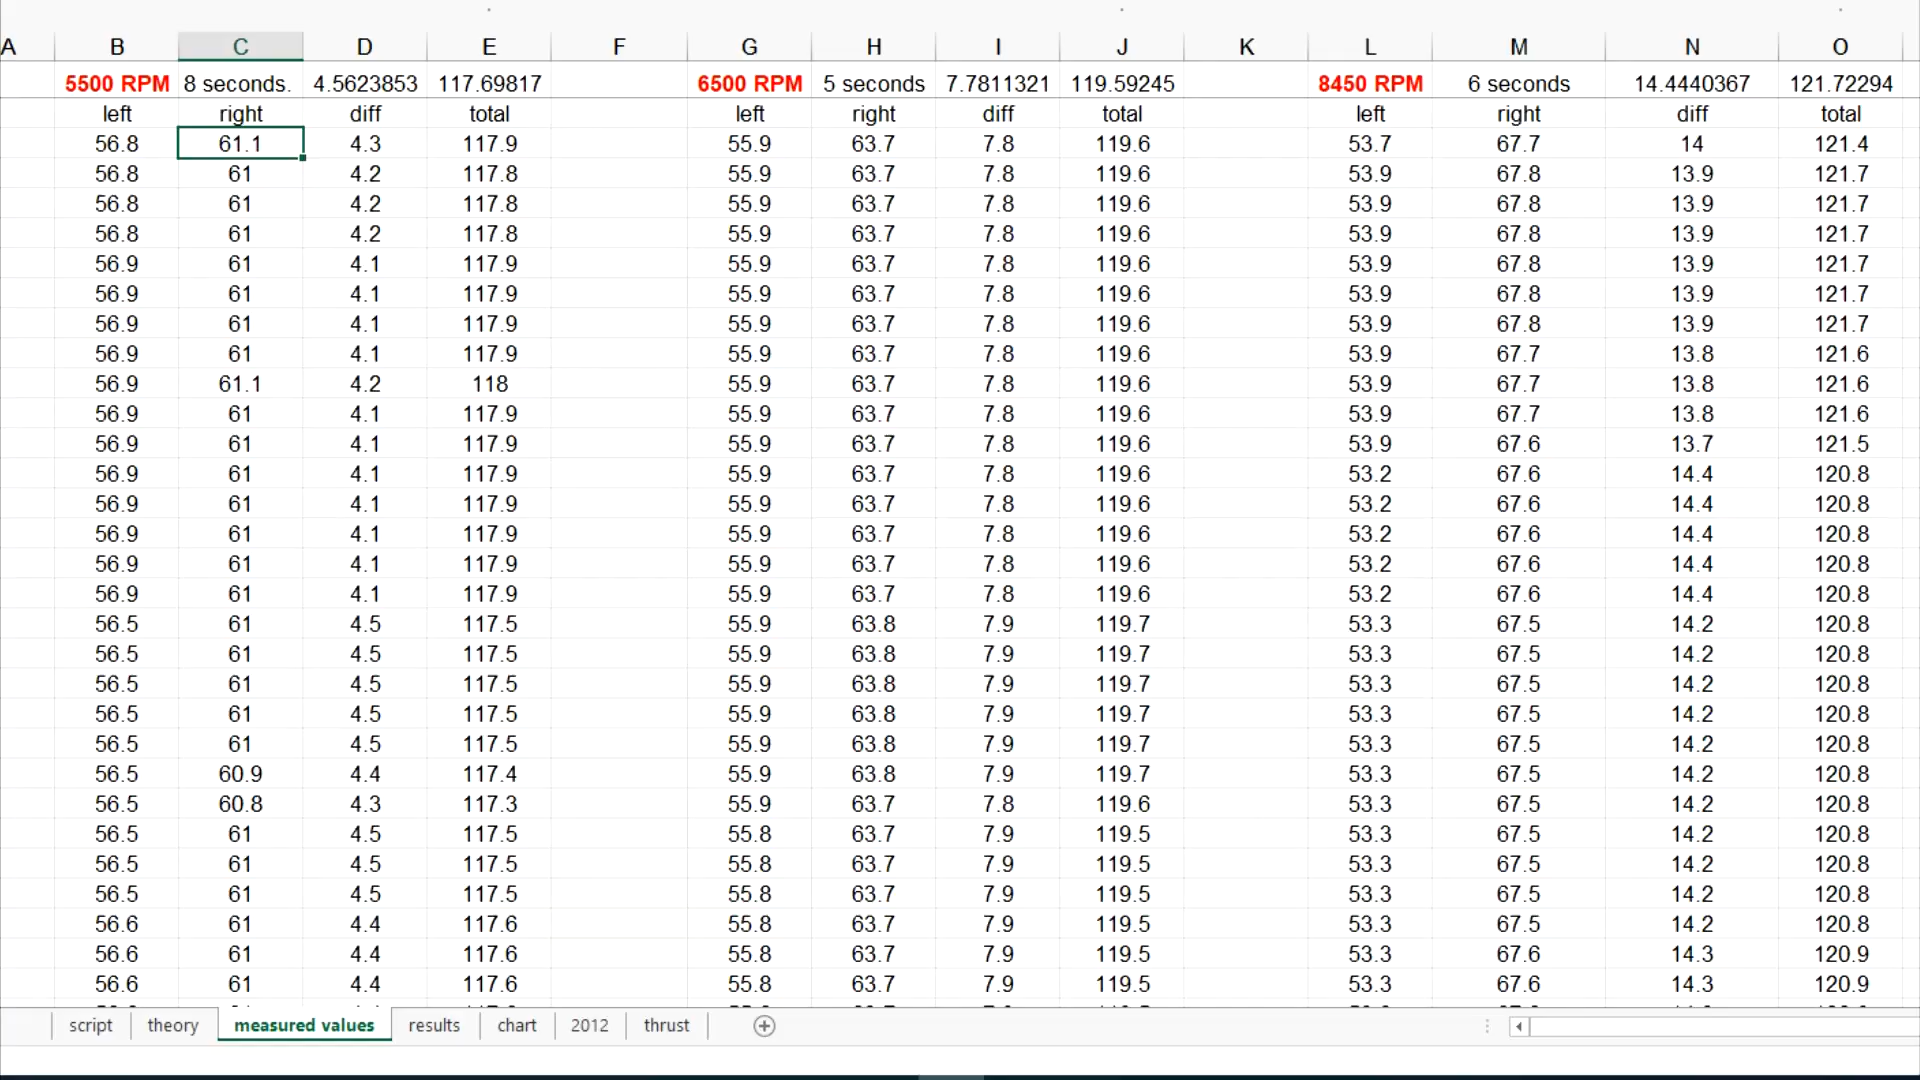 A B C D E F G H I J K L M N O
5500 RPM 8 seconds. 4.5623853 117.69817 6500 RPM 5 seconds 7.7811321 119.59245 8450 RPM 6 seconds 14.4440367 121.72294
left right diff total left right diff total left right diff total
56.8 61.1 4.3 117.9 55.9 63.7 7.8 119.6 53.7 67.7 14 121.4
56.8 61 4.2 117.8 55.9 63.7 7.8 119.6 53.9 67.8 13.9 121.7
56.8 61 4.2 117.8 55.9 63.7 7.8 119.6 53.9 67.8 13.9 121.7
56.8 61 4.2 117.8 55.9 63.7 7.8 119.6 53.9 67.8 13.9 121.7
56.9 61 4.1 117.9 55.9 63.7 7.8 119.6 53.9 67.8 13.9 121.7
56.9 61 4.1 117.9 55.9 63.7 7.8 119.6 53.9 67.8 13.9 121.7
56.9 61 4.1 117.9 55.9 63.7 7.8 119.6 53.9 67.8 13.9 121.7
56.9 61 4.1 117.9 55.9 63.7 7.8 119.6 53.9 67.7 13.8 121.6
56.9 61.1 4.2 118 55.9 63.7 7.8 119.6 53.9 67.7 13.8 121.6
56.9 61 4.1 117.9 55.9 63.7 7.8 119.6 53.9 67.7 13.8 121.6
56.9 61 4.1 117.9 55.9 63.7 7.8 119.6 53.9 67.6 13.7 121.5
56.9 61 4.1 117.9 55.9 63.7 7.8 119.6 53.2 67.6 14.4 120.8
56.9 61 4.1 117.9 55.9 63.7 7.8 119.6 53.2 67.6 14.4 120.8
56.9 61 4.1 117.9 55.9 63.7 7.8 119.6 53.2 67.6 14.4 120.8
56.9 61 4.1 117.9 55.9 63.7 7.8 119.6 53.2 67.6 14.4 120.8
56.9 61 4.1 117.9 55.9 63.7 7.8 119.6 53.2 67.6 14.4 120.8
56.5 61 4.5 117.5 55.9 63.8 7.9 119.7 53.3 67.5 14.2 120.8
56.5 61 4.5 117.5 55.9 63.8 7.9 119.7 53.3 67.5 14.2 120.8
56.5 61 4.5 117.5 55.9 63.8 7.9 119.7 53.3 67.5 14.2 120.8
56.5 61 4.5 117.5 55.9 63.8 7.9 119.7 53.3 67.5 14.2 120.8
56.5 61 4.5 117.5 55.9 63.8 7.9 119.7 53.3 67.5 14.2 120.8
56.5 60.9 4.4 117.4 55.9 63.8 7.9 119.7 53.3 67.5 14.2 120.8
56.5 60.8 4.3 117.3 55.9 63.7 7.8 119.6 53.3 67.5 14.2 120.8
56.5 61 4.5 117.5 55.8 63.7 7.9 119.5 53.3 67.5 14.2 120.8
56.5 61 4.5 117.5 55.8 63.7 7.9 119.5 53.3 67.5 14.2 120.8
56.5 61 4.5 117.5 55.8 63.7 7.9 119.5 53.3 67.5 14.2 120.8
56.6 61 4.4 117.6 55.8 63.7 7.9 119.5 53.3 67.5 14.2 120.8
56.6 61 4.4 117.6 55.8 63.7 7.9 119.5 53.3 67.6 14.3 120.9
56.6 61 4.4 117.6 55.8 63.7 7.9 119.5 53.3 67.6 14.3 120.9
script theory measured values results chart 2012 thrust